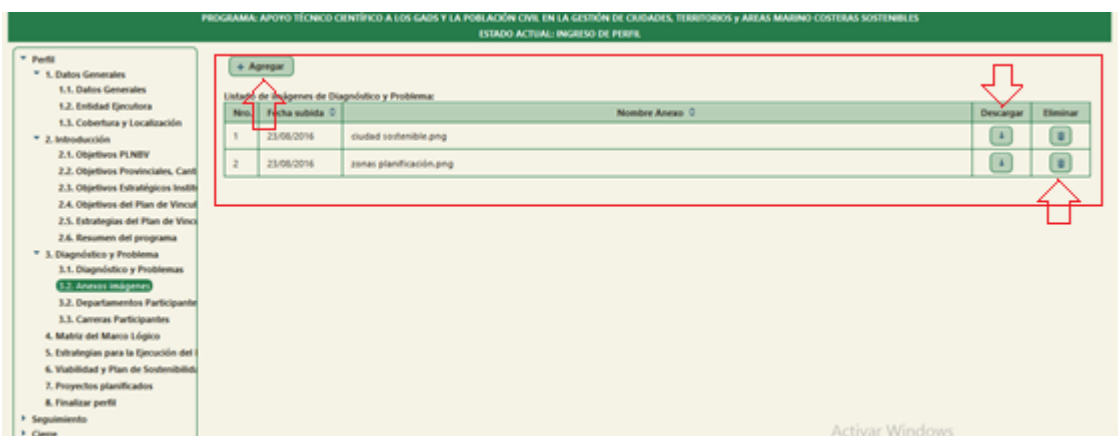 PROGRAMA: APOYO TÉCNICO CIENTÍFICO A LOS GADS Y LA POBLACIÓN CIVIL EN LA GESTIÓN DE CIUDADES, TERRITORIOS y AREAS MARINO COSTERAS SOSTENIBLES
ESTADO ACTUAL: INGRESO DE PERFIL
Perfil
1. Datos Generales
1.1. Datos Generales
1.2. Entidad Ejecutora
1.3. Cobertura y Localización
2. Introducción
2.1. Objetivos PLNBV
2.2. Objetivos Provinciales, Cant
2.3. Objetivos Estratégicos Instit
2.4. Objetivos del Plan de Vincul
2.5. Estrategias del Plan de Vinc
2.6. Resumen del programa
3. Diagnóstico y Problema
3.1. Diagnóstico y Problemas
3.2. Anexos imágenes
3.2. Departamentos Participante
3.3. Carreras Participantes
4. Matriz del Marco Lógico
5. Estrategias para la Ejecución del
6. Viabilidad y Plan de Sostenibilid
7. Proyectos planificados
8. Finalizar perfil
Seguimiento
Cierre
+ Agregar
Listado de imágenes de Diagnóstico y Problema:
Nro. Fecha subida Nombre Anexo Descargar Eliminar
1 23/08/2016 ciudad sostenible.png
2 23/08/2016 zonas planificación.png
Activar Windows